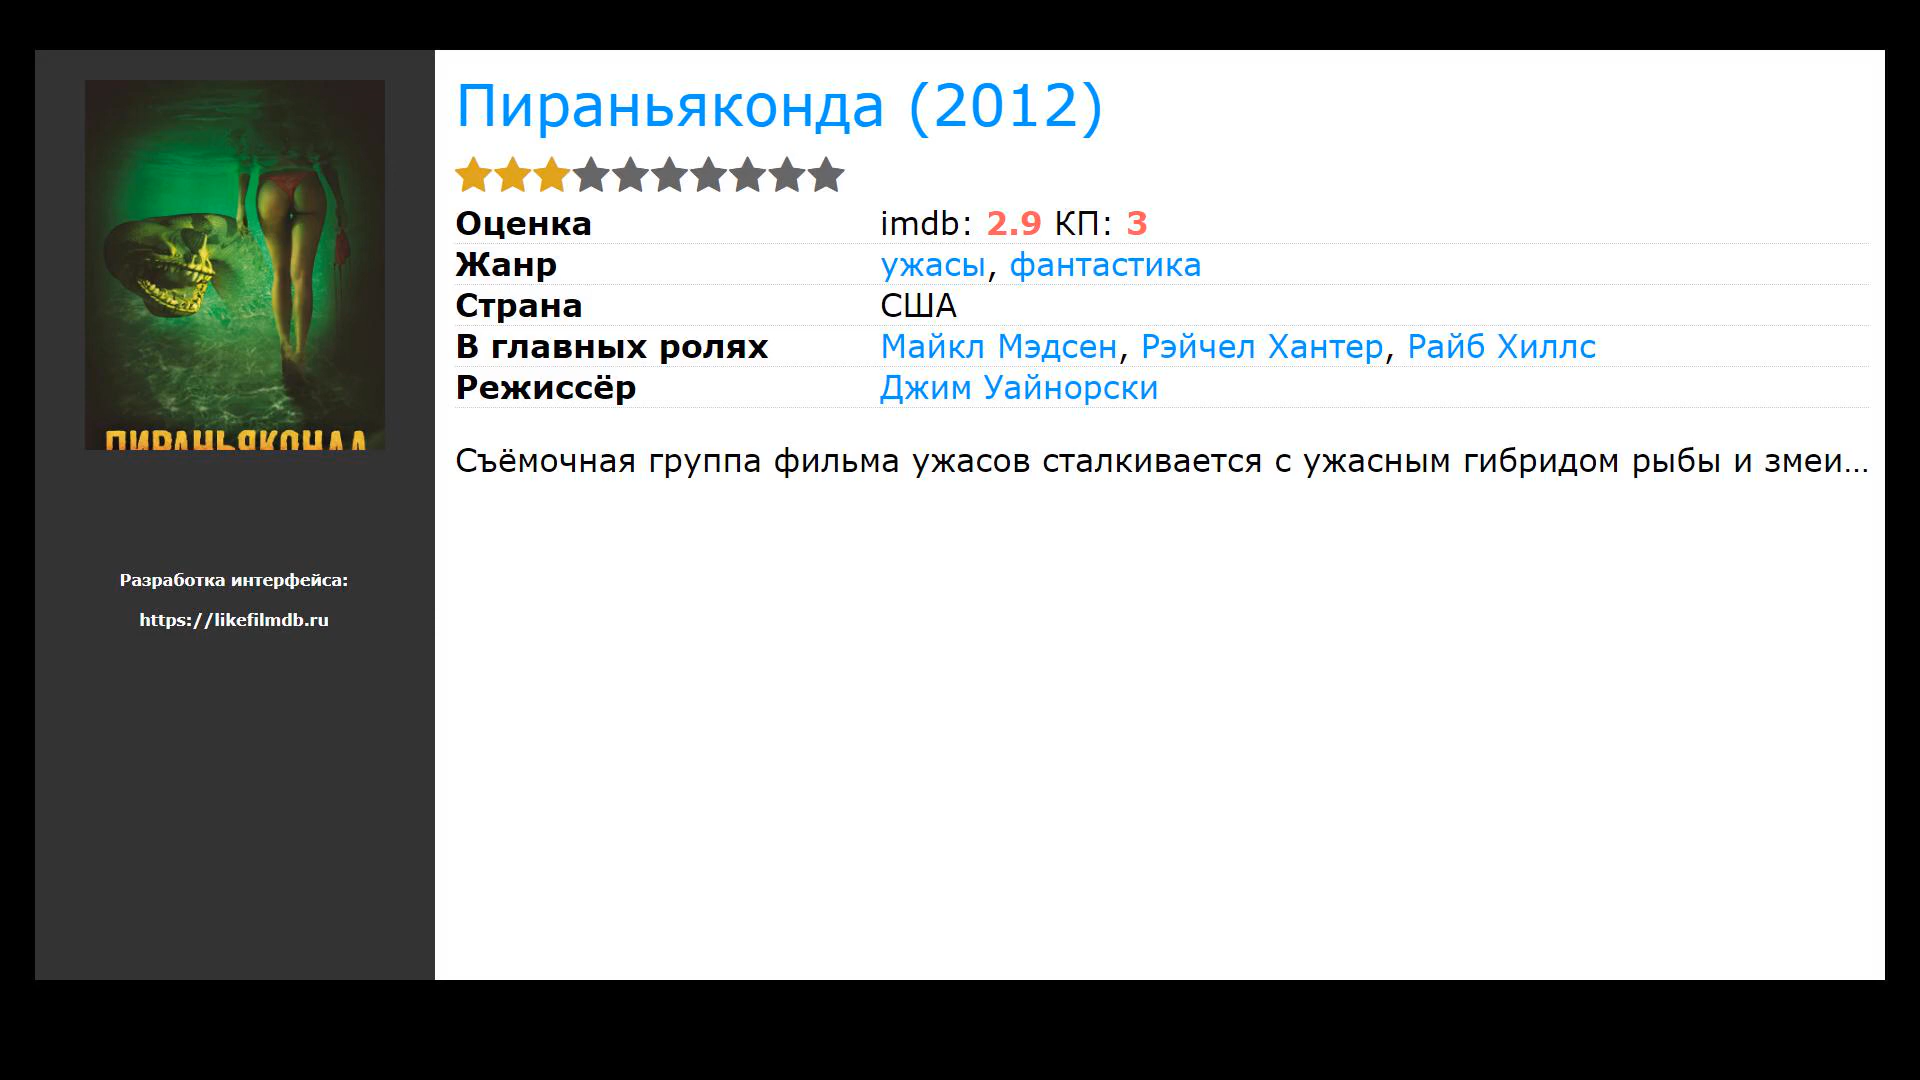 Пираньяконда (2012)
Оценка imdb: 2.9 КП: 3
Жанр ужасы, фантастика
Страна США
В главных ролях Майкл Мэдсен, Рэйчел Хантер, Райб Хиллс
Режиссёр Джим Уайнорски
Съёмочная группа фильма ужасов сталкивается с ужасным гибридом рыбы и змеи...
ПИРАНЬЯКОНДА
Разработка интерфейса:
https://likefilmdb.ru